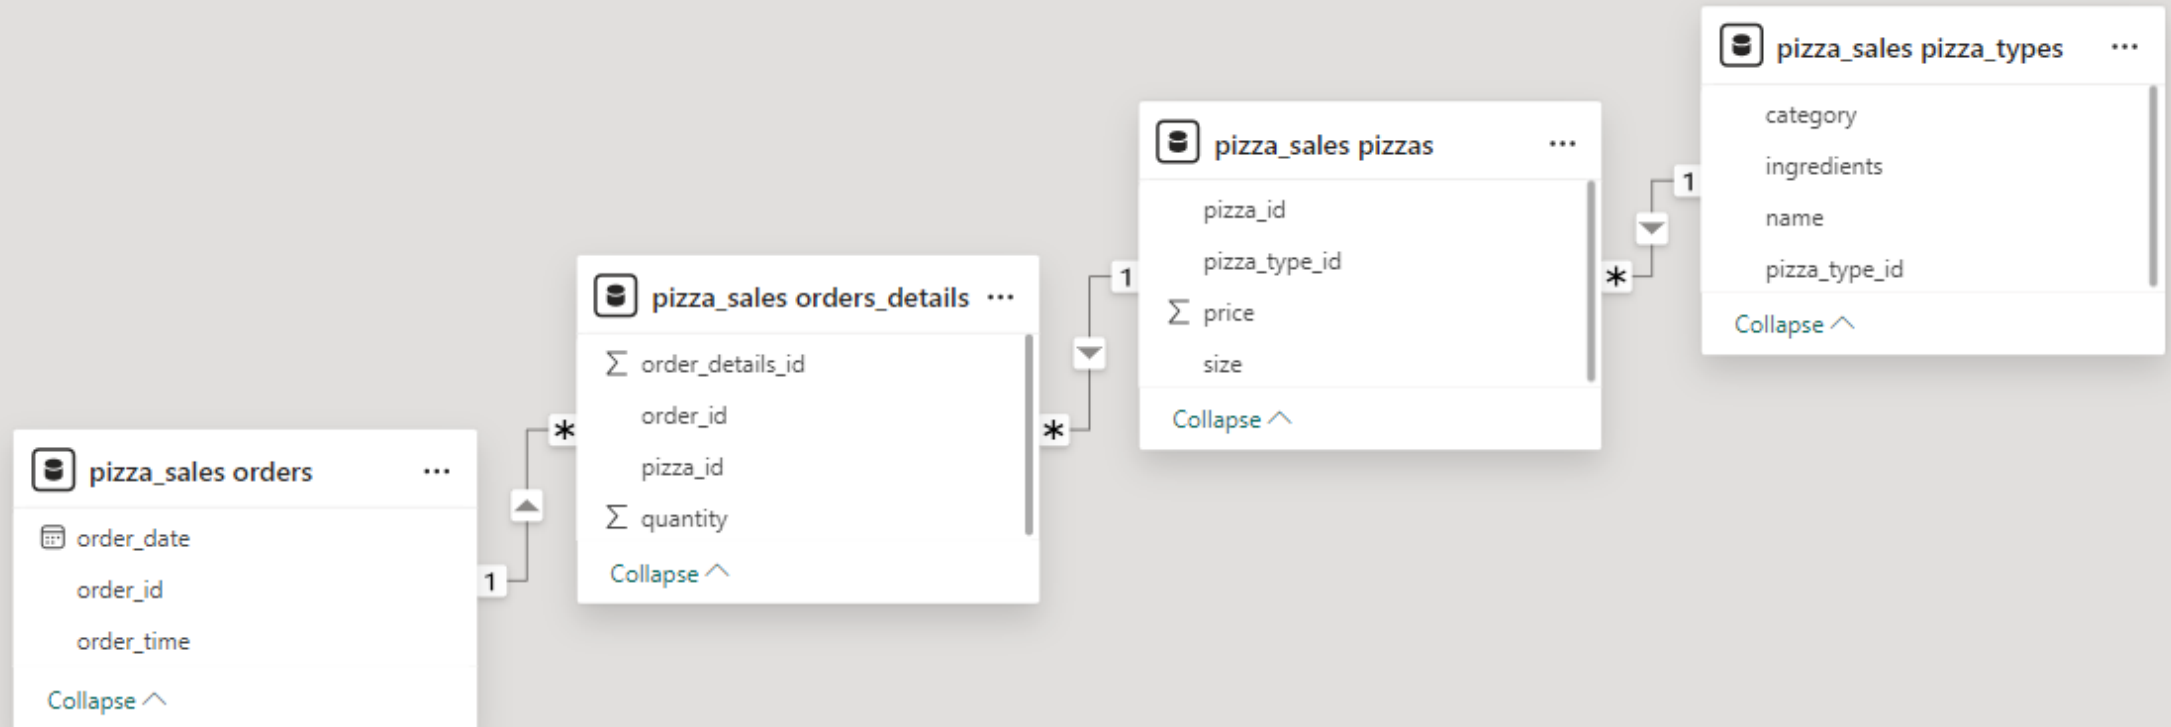 pizza_sales orders
order_date
order_id
order_time
Collapse
1
*
pizza_sales orders_details
Σ order_details_id
order_id
pizza_id
Σ quantity
Collapse
*
1
pizza_sales pizzas
pizza_id
pizza_type_id
Σ price
size
Collapse
*
1
pizza_sales pizza_types
category
ingredients
name
pizza_type_id
Collapse